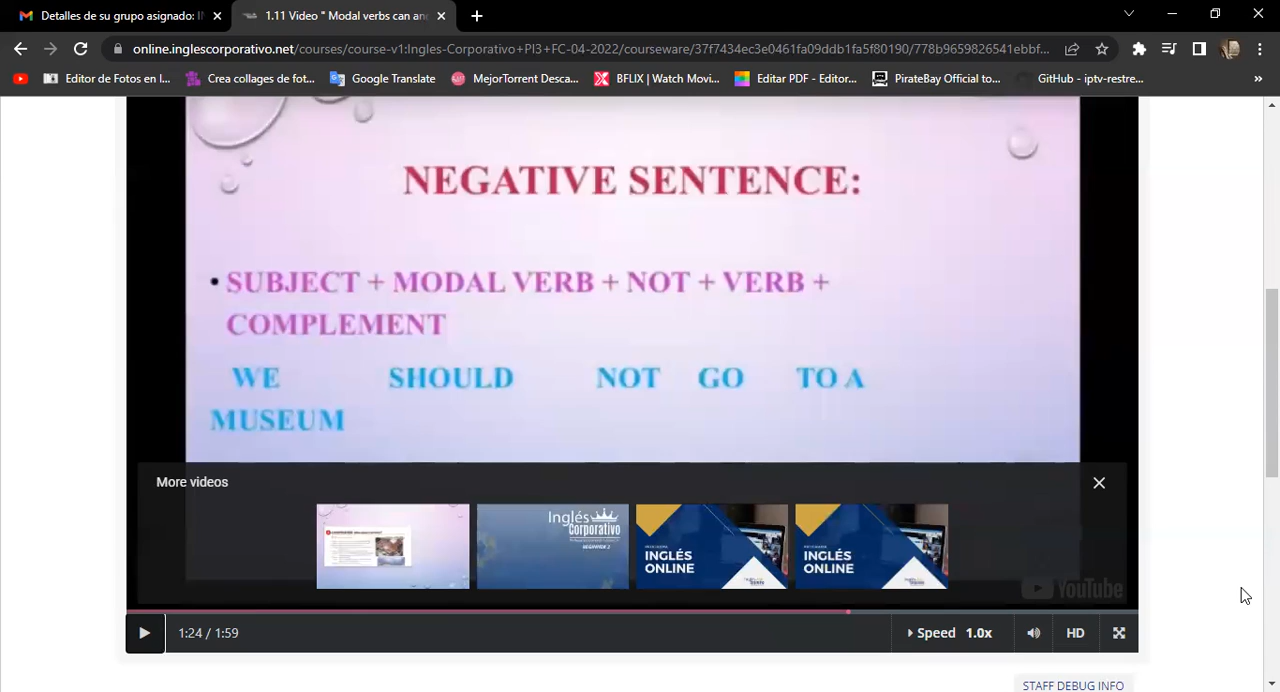 Detalles de su grupo asignado: I
1.11 Video " Modal verbs can an
online.inglescorporativo.net/courses/course-v1:Ingles-Corporativo+PI3+FC-04-2022/courseware/37f7434ec3e0461fa09ddb1fa5f80190/778b9659826541ebbf...
Editor de Fotos en l...
Crea collages de fot...
Google Translate
MejorTorrent Desca...
BFLIX | Watch Movi...
Editar PDF - Editor...
PirateBay Official to...
GitHub - iptv-restre...
»
NEGATIVE SENTENCE:
• SUBJECT + MODAL VERB + NOT + VERB +
COMPLEMENT
WE SHOULD NOT GO TO A
MUSEUM
More videos
Inglés
Corporativo
BEGINNER 2
INGLÉS
ONLINE
INGLÉS
ONLINE
YouTube
1:24 / 1:59
Speed 1.0x
HD
STAFF DEBUG INFO